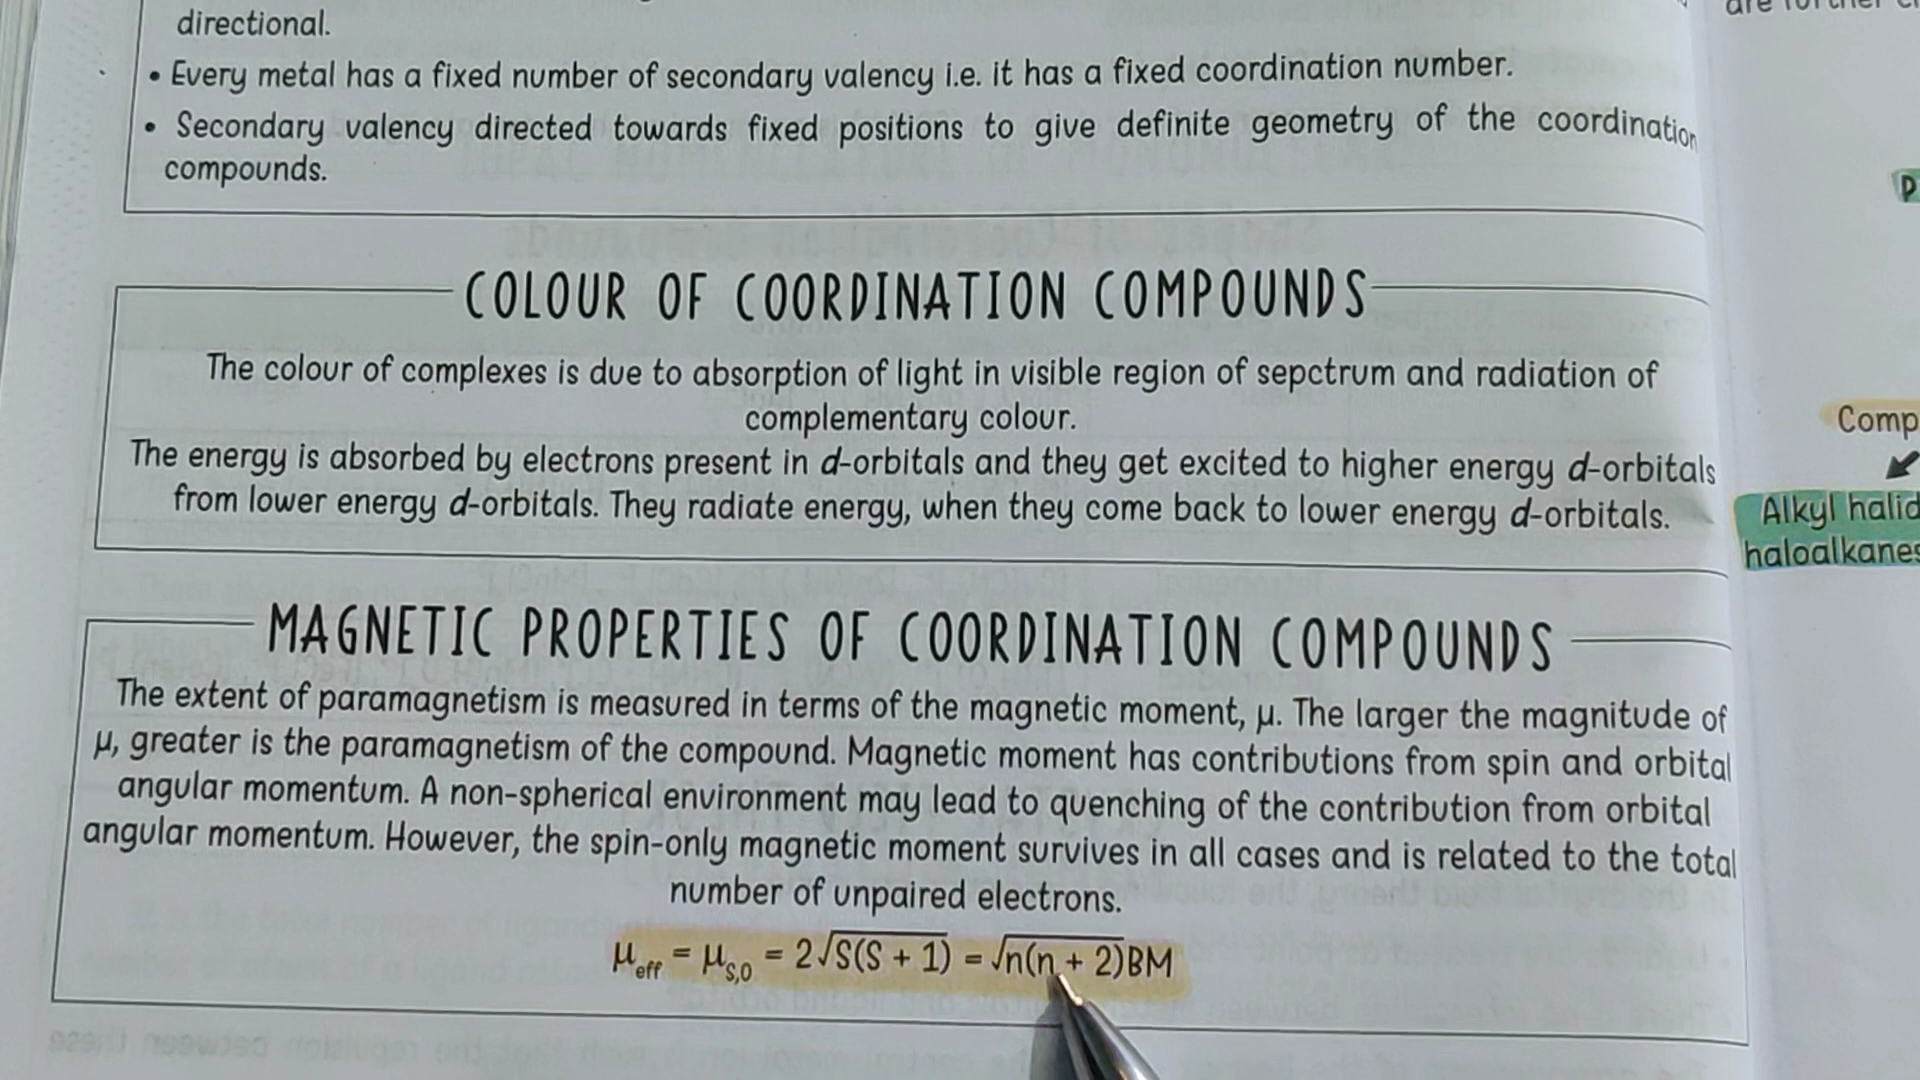 directional.
• Every metal has a fixed number of secondary valency i.e. it has a fixed coordination number.
• Secondary valency directed towards fixed positions to give definite geometry of the coordination
compounds.
COLOUR OF COORDINATION COMPOUNDS
The colour of complexes is due to absorption of light in visible region of sepctrum and radiation of
complementary colour.
The energy is absorbed by electrons present in d-orbitals and they get excited to higher energy d-orbitals
from lower energy d-orbitals. They radiate energy, when they come back to lower energy d-orbitals.
MAGNETIC PROPERTIES OF COORDINATION COMPOUNDS
The extent of paramagnetism is measured in terms of the magnetic moment, μ. The larger the magnitude of
μ, greater is the paramagnetism of the compound. Magnetic moment has contributions from spin and orbital
angular momentum. A non-spherical environment may lead to quenching of the contribution from orbital
angular momentum. However, the spin-only magnetic moment survives in all cases and is related to the total
number of unpaired electrons.
μeff = μS,O = 2√S(S + 1) = √n(n + 2)BM
are further
P
Comp
Alkyl halid
haloalkanes